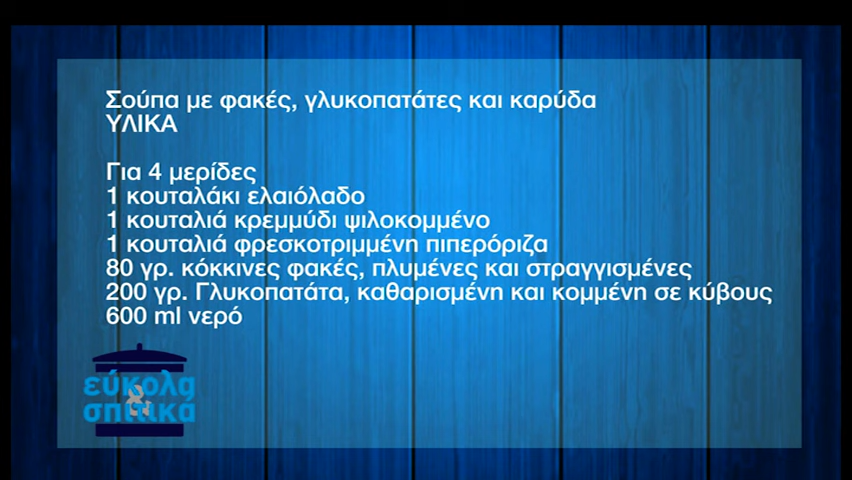 Σούπα με φακές, γλυκοπατάτες και καρύδα
ΥΛΙΚΑ
Για 4 μερίδες
1 κουταλάκι ελαιόλαδο
1 κουταλιά κρεμμύδι ψιλοκομμένο
1 κουταλιά φρεσκοτριμμένη πιπερόριζα
80 γρ. κόκκινες φακές, πλυμένες και στραγγισμένες
200 γρ. Γλυκοπατάτα, καθαρισμένη και κομμένη σε κύβους
600 ml νερό
εύκολα
&
σπιτικα